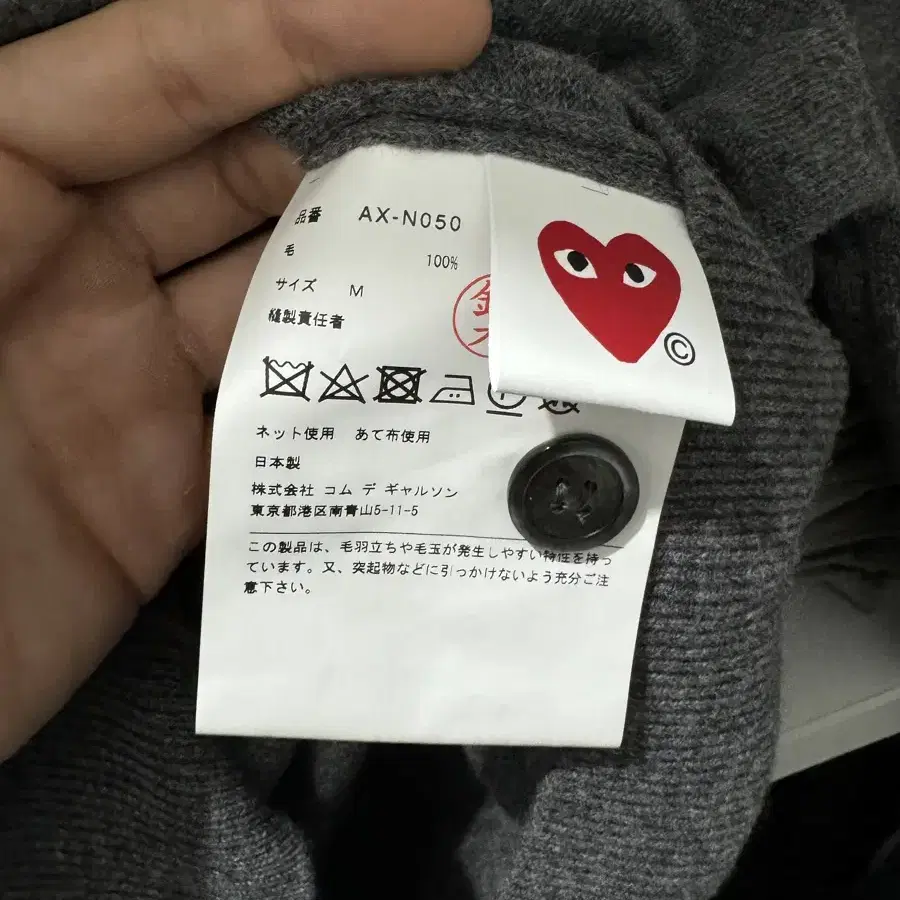 品番 AX-N050
毛 100%
サイズ M
縫製責任者
ネット使用 あて布使用
日本製
株式会社 コム デ ギャルソン
東京都港区南青山5-11-5
この製品は、毛羽立ちや毛玉が発生しやすい特性を持っ
ています。又、突起物などに引っかけないよう充分ご注
意下さい。
©